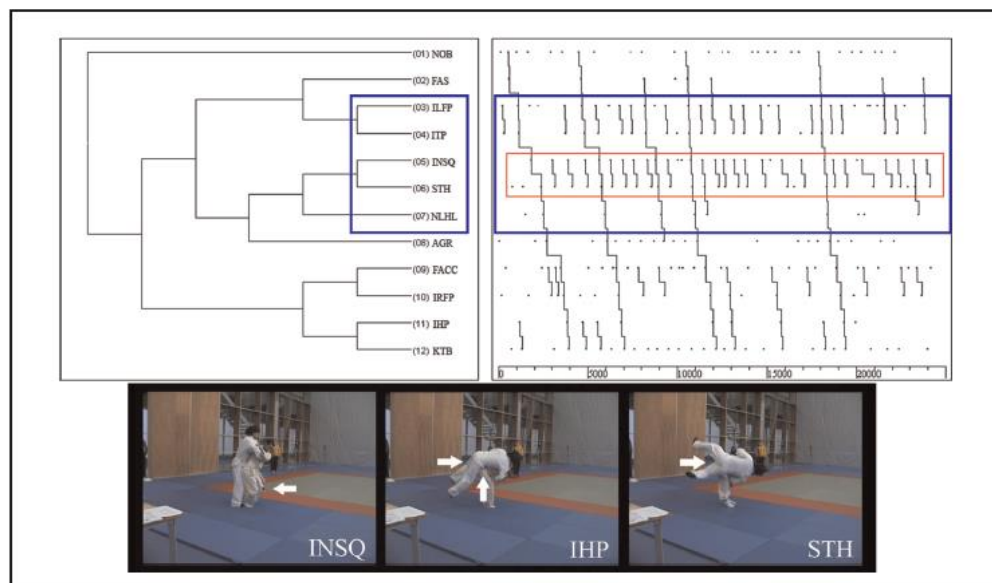 (01) NOB
(02) FAS
(03) ILFP
(04) ITP
(05) INSQ
(06) STH
(07) NLHL
(08) AGR
(09) FACC
(10) IRFP
(11) IHP
(12) KTB
0 5000 10000 15000 20000
INSQ IHP STH